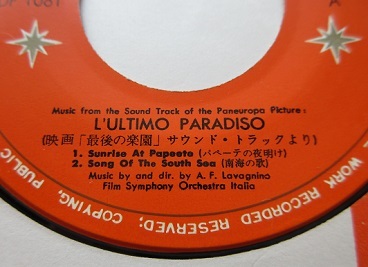 1081
A
Music from the Sound Track of the Paneuropa Picture:
L'ULTIMO PARADISO
(映画「最後の楽園」サウンド・トラックより)
1. Sunrise At Papeete (パペーテの夜明け)
2. Song Of The South Sea (南海の歌)
Music by and dir. by A. F. Lavagnino
Film Symphony Orchestra Italia
WORK RECORDED RESERVED; COPYING, PUBLIC